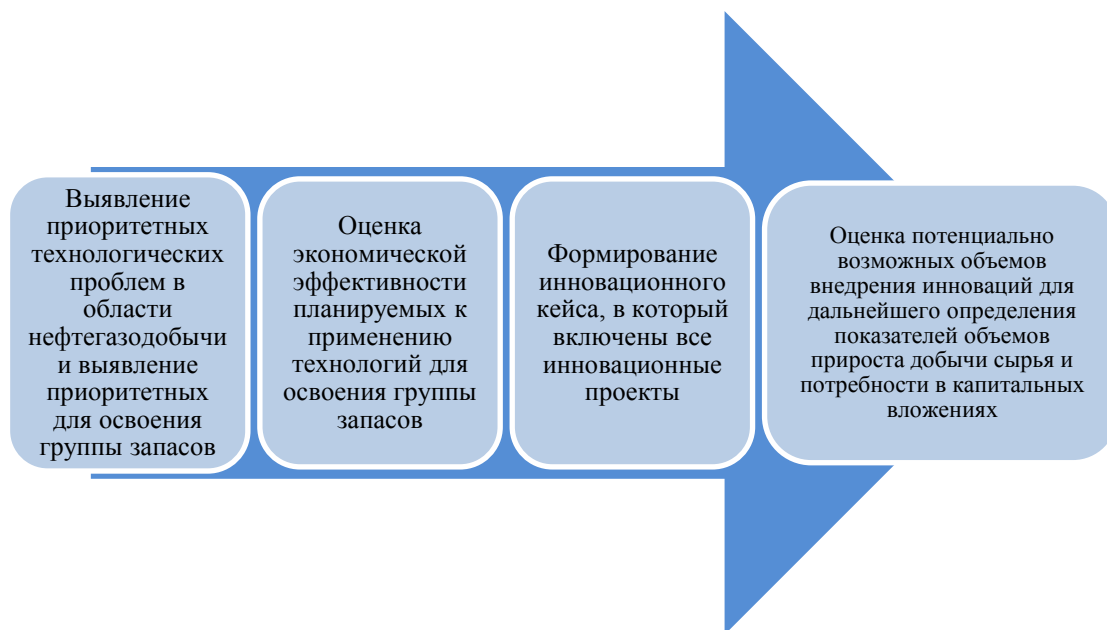 Выявление
приоритетных
технологических
проблем в
области
нефтегазодобычи
и выявление
приоритетных
для освоения
группы запасов
Оценка
экономической
эффективности
планируемых к
применению
технологий для
освоения группы
запасов
Формирование
инновационного
кейса, в который
включены все
инновационные
проекты
Оценка потенциально
возможных объемов
внедрения инноваций для
дальнейшего определения
показателей объемов
прироста добычи сырья и
потребности в капитальных
вложениях